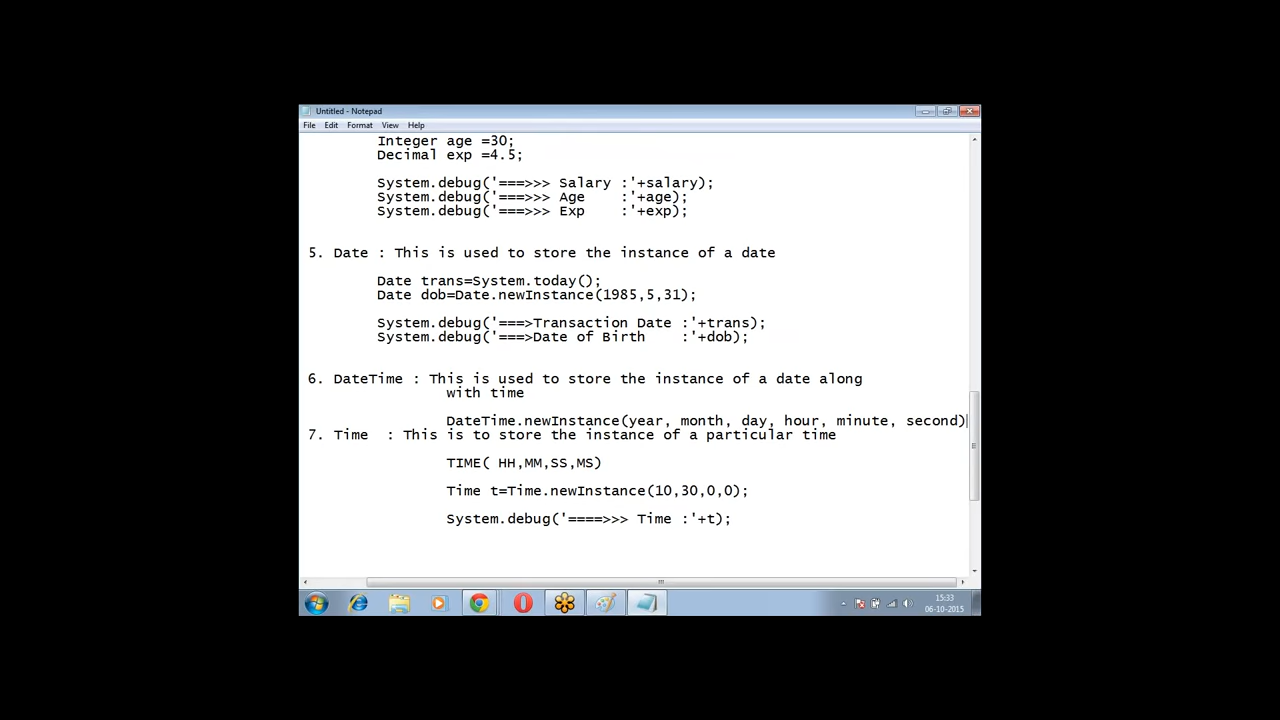 Untitled - Notepad
File Edit Format View Help
Integer age =30;
Decimal exp =4.5;
System.debug('===>>> Salary :'+salary);
System.debug('===>>> Age    :'+age);
System.debug('===>>> Exp    :'+exp);
5. Date : This is used to store the instance of a date
Date trans=System.today();
Date dob=Date.newInstance(1985,5,31);
System.debug('===>Transaction Date :'+trans);
System.debug('===>Date of Birth    :'+dob);
6. DateTime : This is used to store the instance of a date along
with time
DateTime.newInstance(year, month, day, hour, minute, second)
7. Time  : This is to store the instance of a particular time
TIME( HH,MM,SS,MS)
Time t=Time.newInstance(10,30,0,0);
System.debug('====>>> Time :'+t);
15:33
06-10-2015